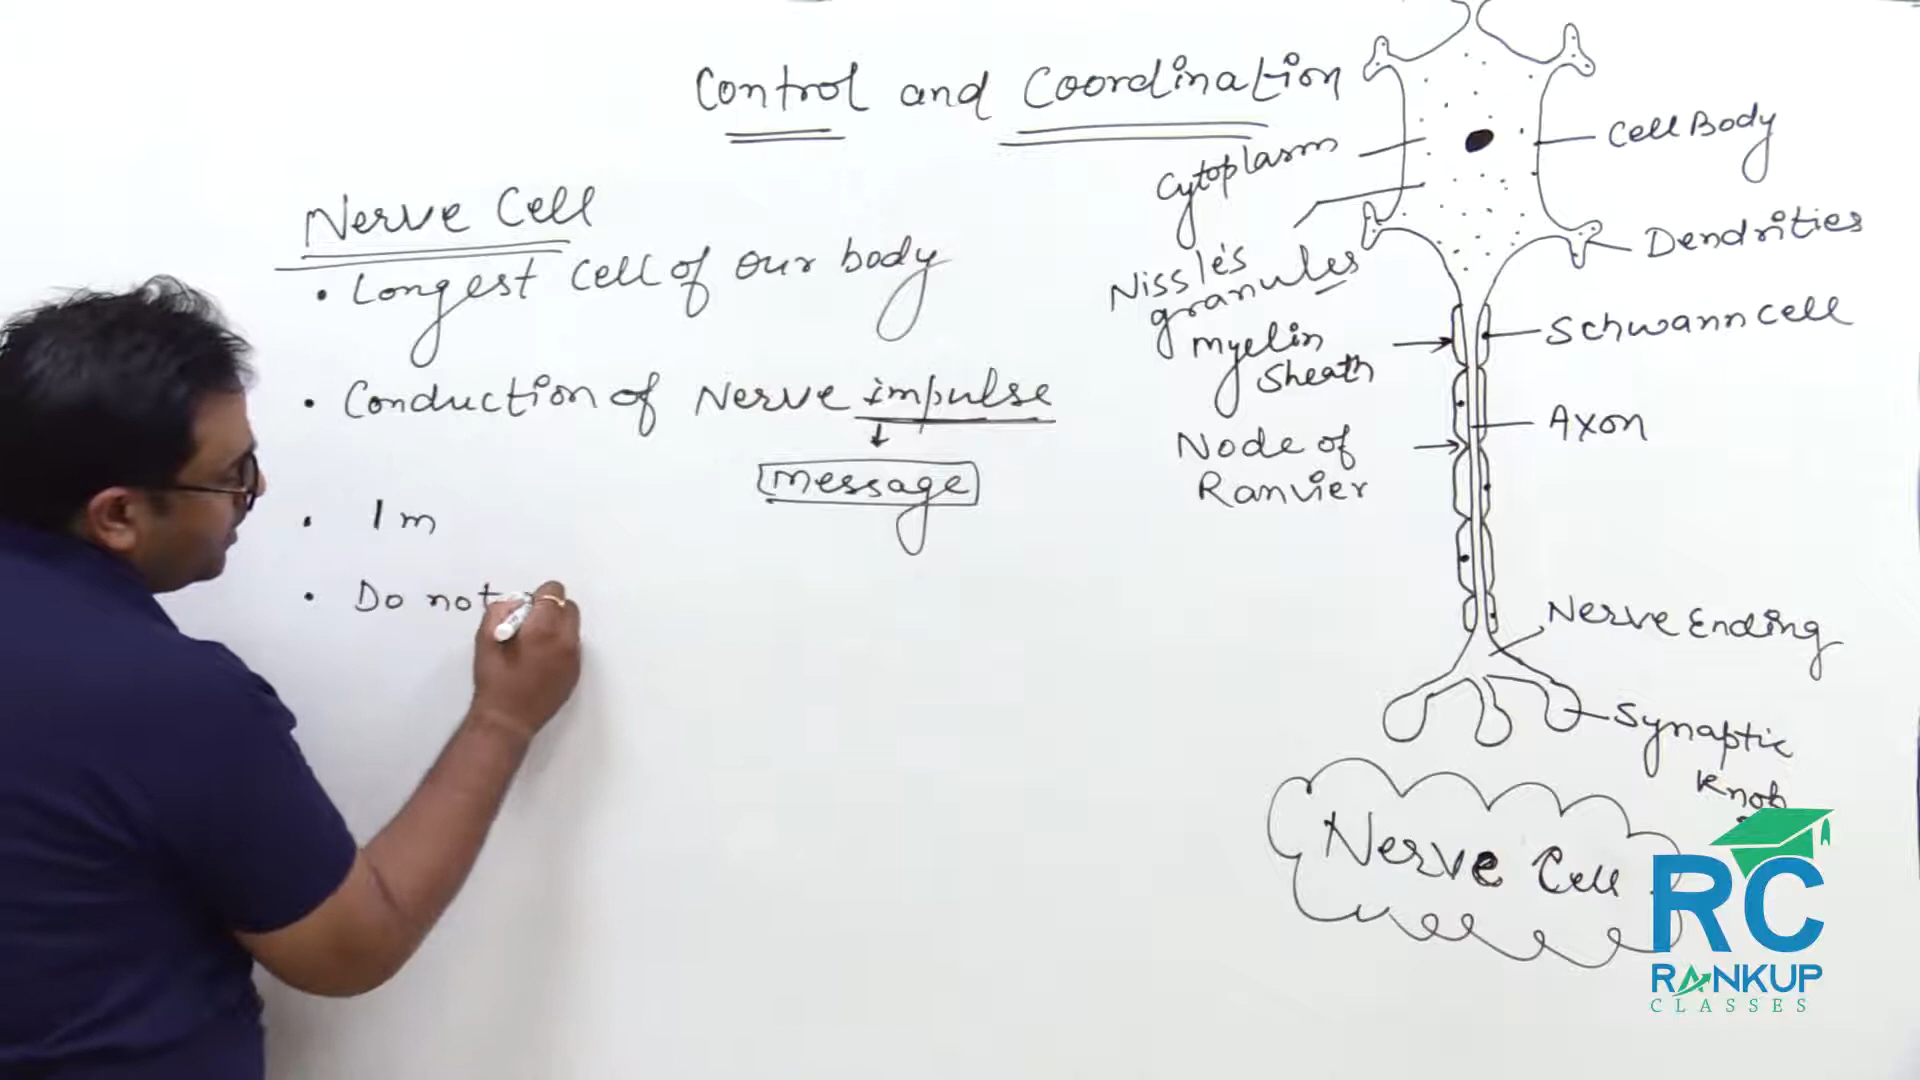 Control and Coordination
Nerve Cell
• Longest Cell of our body
• Conduction of Nerve impulse
message
• 1 m
• Do not
Cytoplasm
Nissle's
granules
myelin
Sheath
Node of
Ranvier
Cell Body
Dendrities
Schwann cell
Axon
Nerve Ending
Synaptic
Knob
Nerve Cell
RC
RANKUP
CLASSES